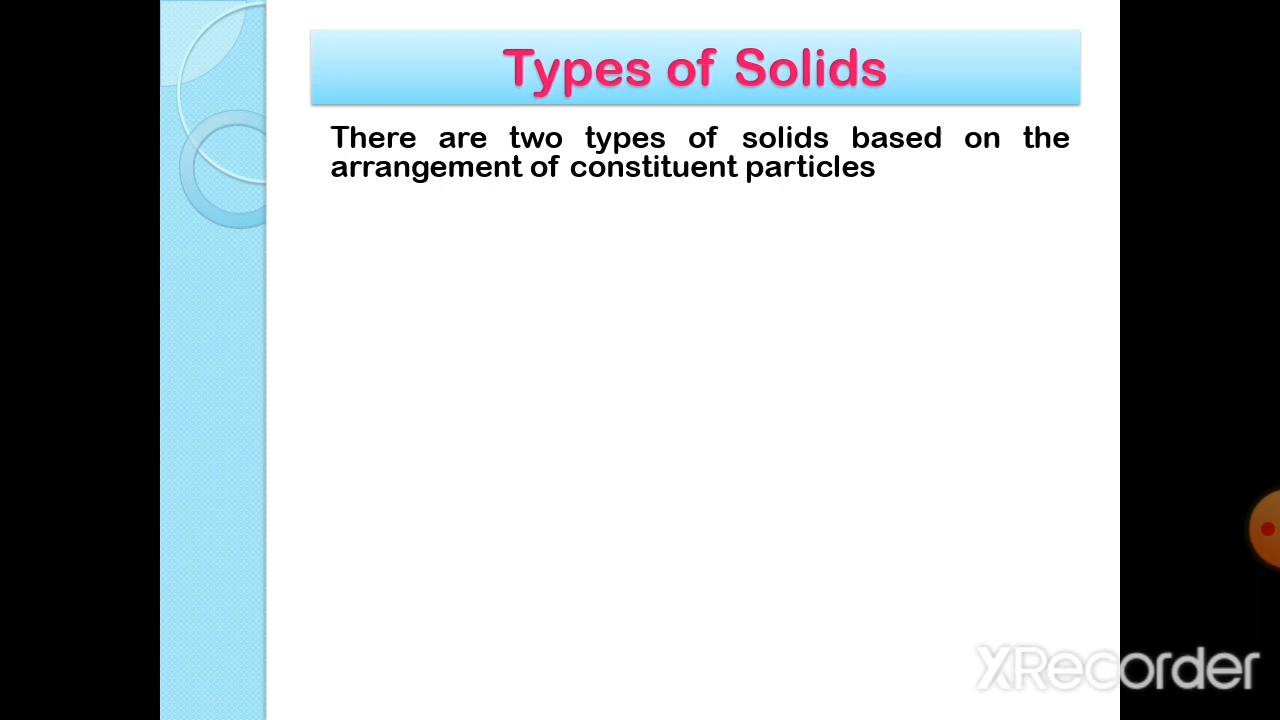 Types of Solids
There are two types of solids based on the
arrangement of constituent particles
XRecorder